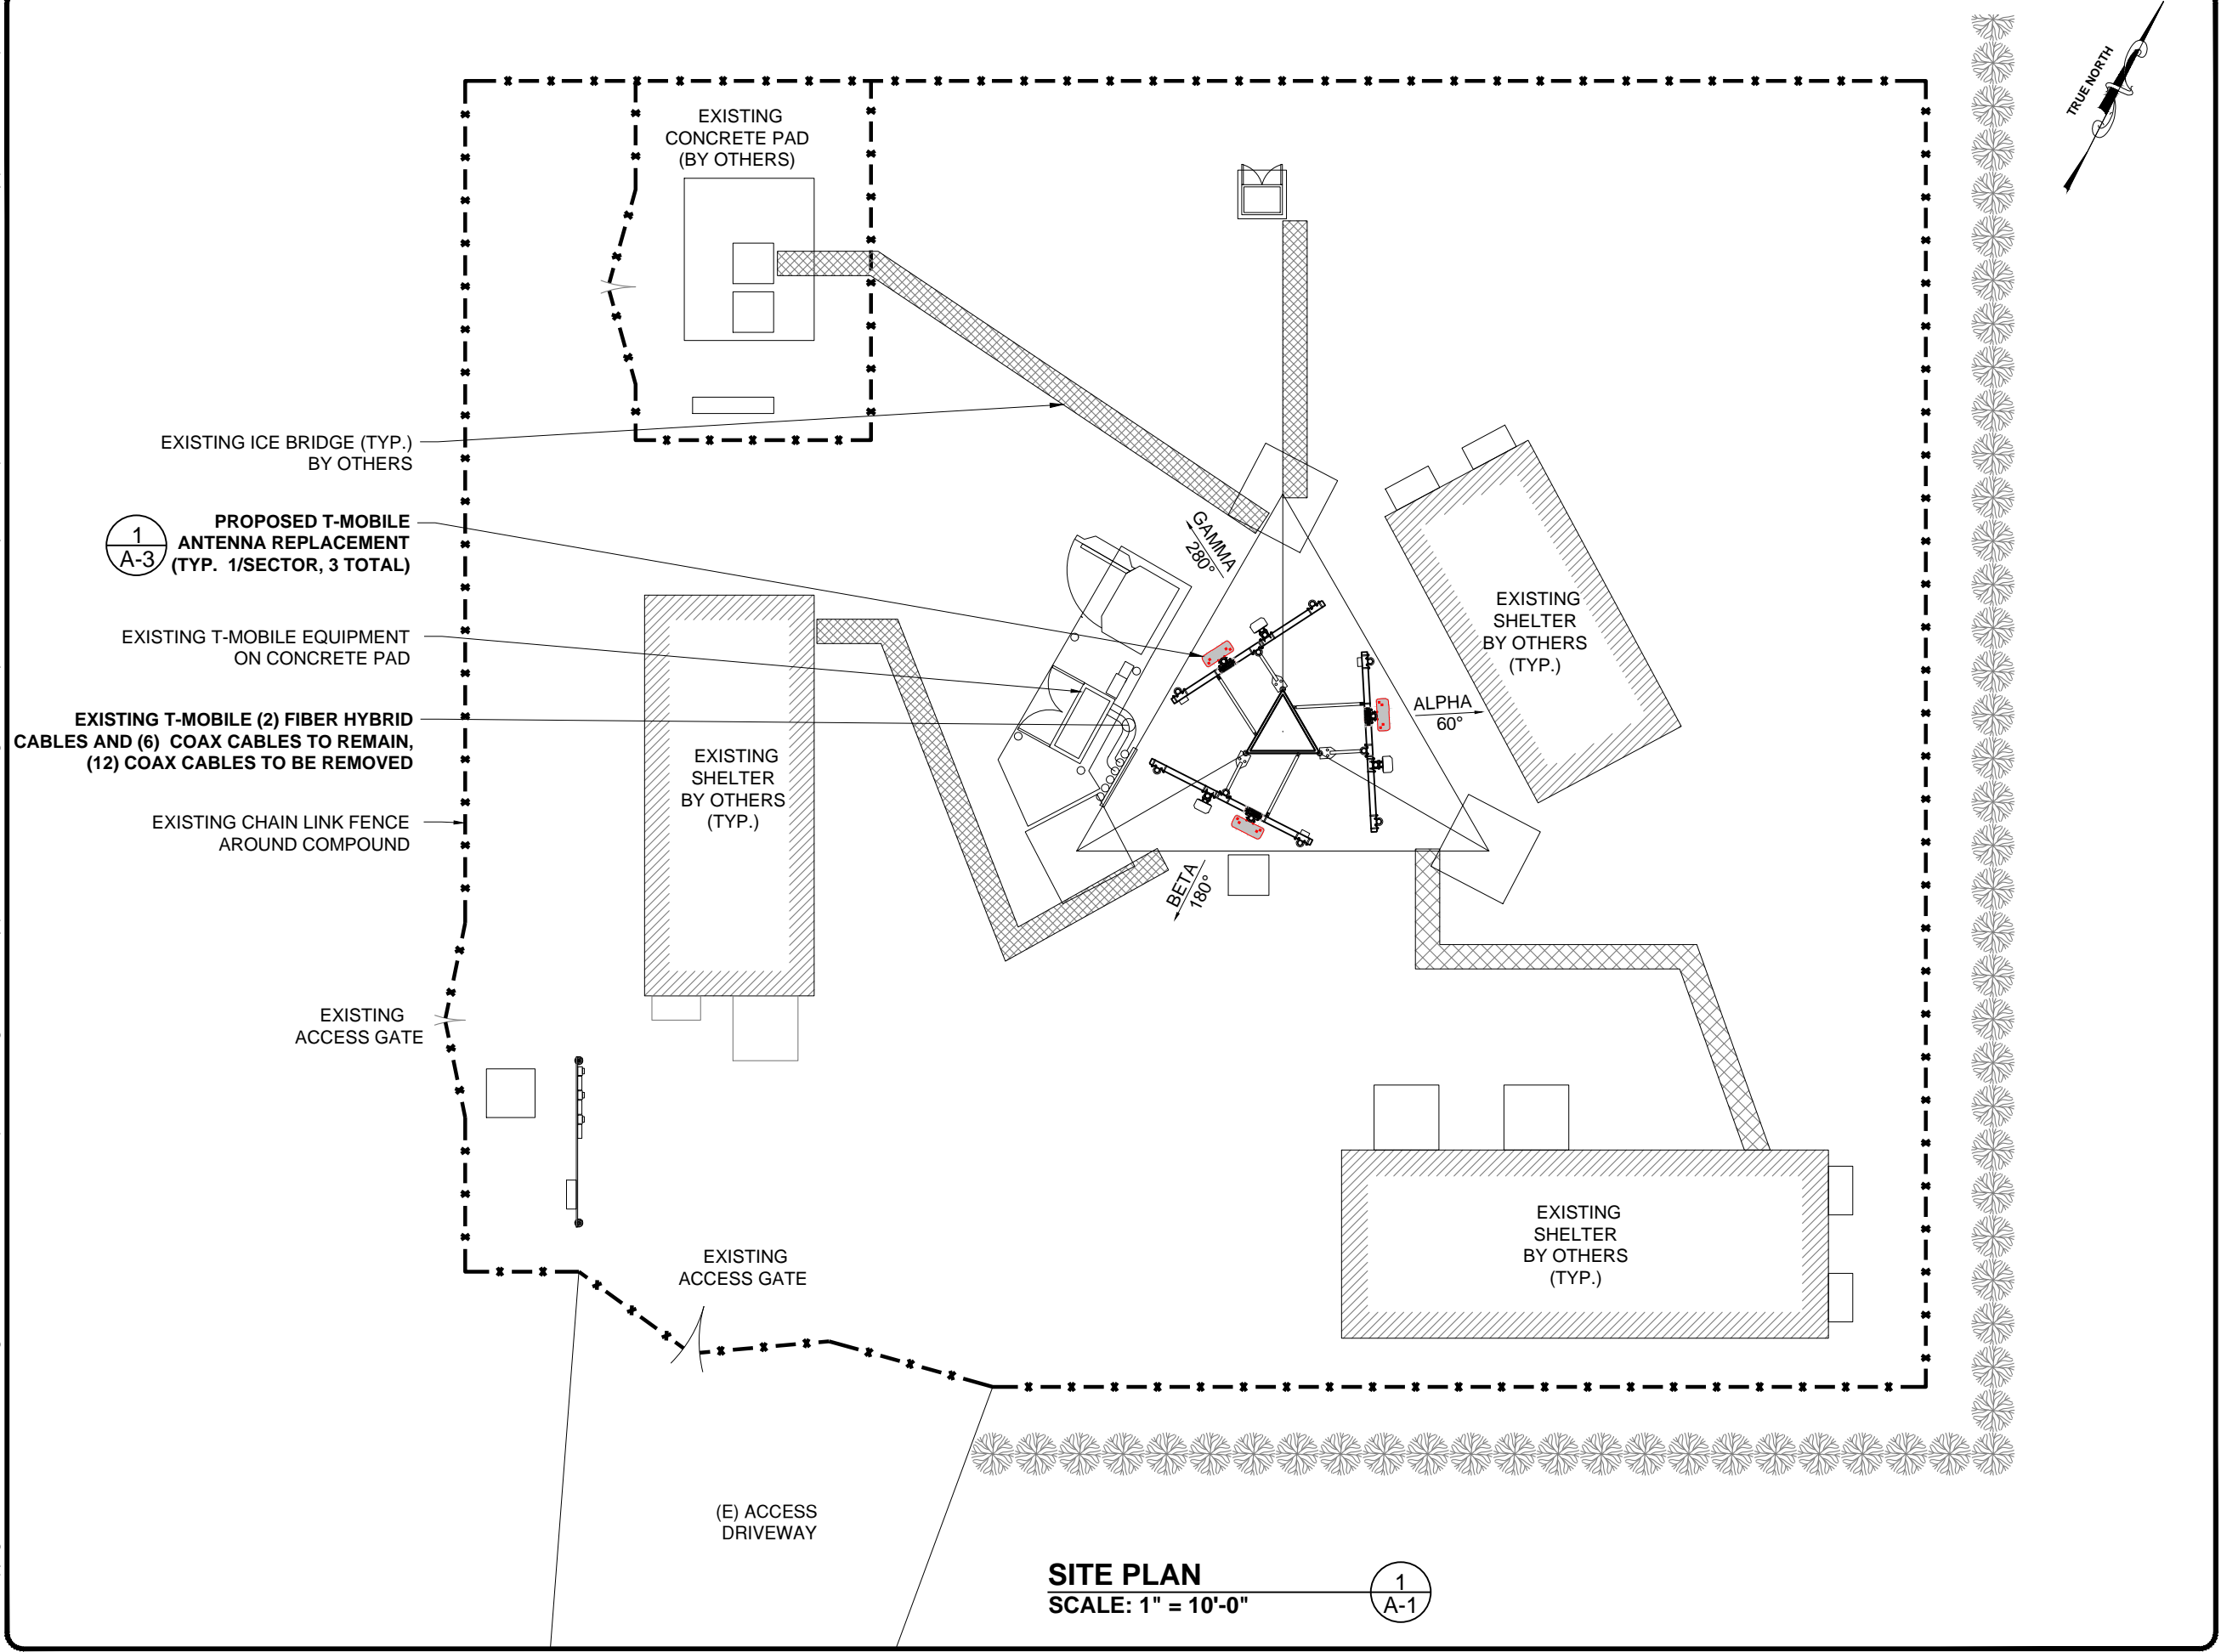 TRUE NORTH
EXISTING
CONCRETE PAD
(BY OTHERS)
EXISTING ICE BRIDGE (TYP.)
BY OTHERS
1
A-3
PROPOSED T-MOBILE
ANTENNA REPLACEMENT
(TYP. 1/SECTOR, 3 TOTAL)
EXISTING T-MOBILE EQUIPMENT
ON CONCRETE PAD
EXISTING T-MOBILE (2) FIBER HYBRID
CABLES AND (6) COAX CABLES TO REMAIN,
(12) COAX CABLES TO BE REMOVED
EXISTING CHAIN LINK FENCE
AROUND COMPOUND
EXISTING
ACCESS GATE
GAMMA
280°
ALPHA
60°
BETA
180°
EXISTING
SHELTER
BY OTHERS
(TYP.)
EXISTING
SHELTER
BY OTHERS
(TYP.)
EXISTING
SHELTER
BY OTHERS
(TYP.)
EXISTING
ACCESS GATE
(E) ACCESS
DRIVEWAY
SITE PLAN
SCALE: 1" = 10'-0"
1
A-1